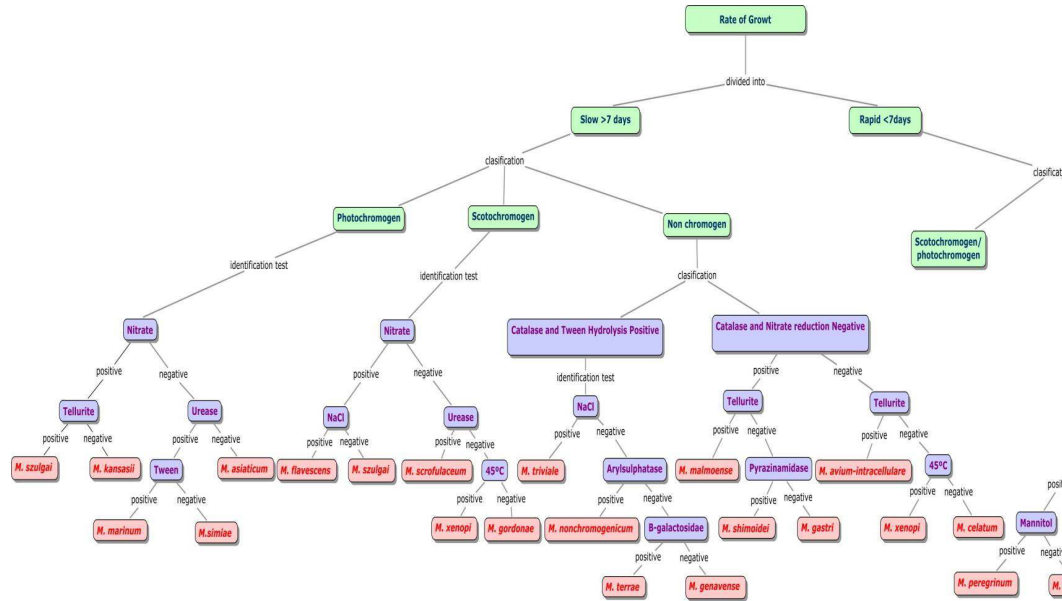 Rate of Growt
divided into
Slow >7 days
Rapid <7days
clasification
clasificat
Photochromogen
Scotochromogen
Non chromogen
Scotochromogen/
photochromogen
identification test
identification test
clasification
Nitrate
Nitrate
Catalase and Tween Hydrolysis Positive
Catalase and Nitrate reduction Negative
positive
negative
positive
negative
identification test
positive
negative
Tellurite
Urease
NaCl
Urease
NaCl
Tellurite
Tellurite
positive
negative
positive
negative
positive
negative
positive
negative
positive
negative
positive
negative
positive
negative
M. szulgai
M. kansasii
Tween
M. asiaticum
M. flavescens
M. szulgai
M. scrofulaceum
45ºC
M. triviale
Arylsulphatase
M. malmoense
Pyrazinamidase
M. avium-intracellulare
45ºC
positive
negative
positive
negative
positive
negative
positive
negative
positive
negative
posit
M. marinum
M.simiae
M. xenopi
M. gordonae
M. nonchromogenicum
B-galactosidae
M. shimoidei
M. gastri
M. xenopi
M. celatum
Mannitol
positive
negative
positive
negativ
M. terrae
M. genavense
M. peregrinum
M.